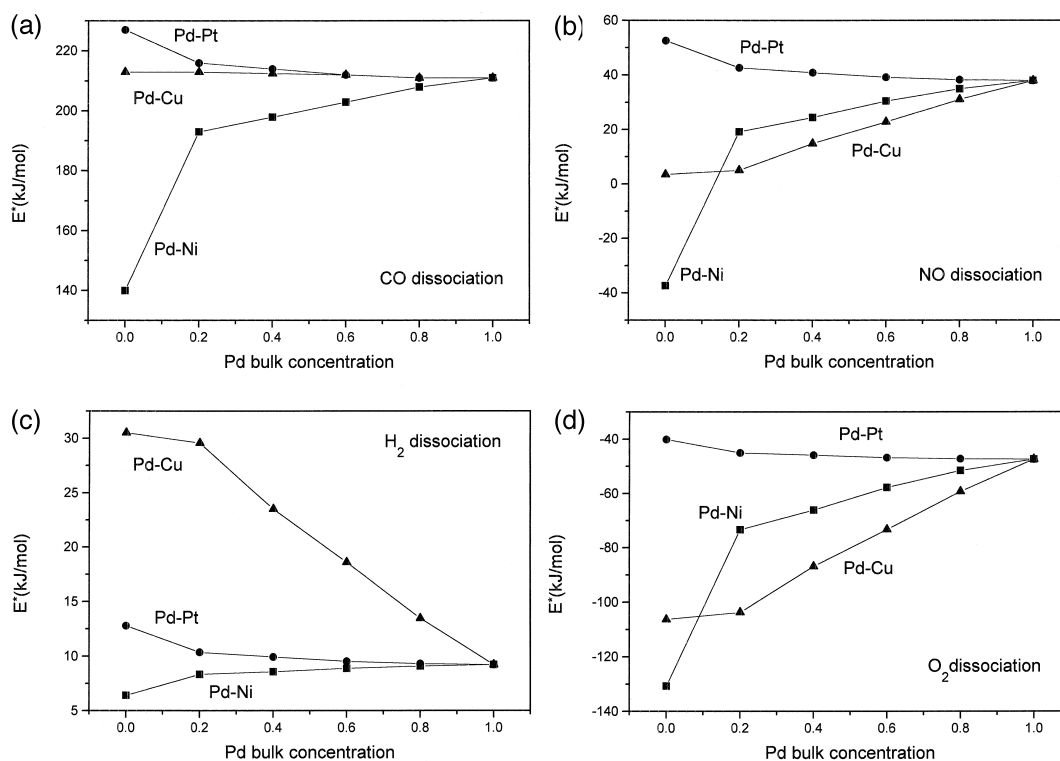 (a)
220
200
180
160
140
E*(kJ/mol)
Pd-Pt
Pd-Cu
Pd-Ni
CO dissociation
0.0 0.2 0.4 0.6 0.8 1.0
Pd bulk concentration
(b)
60
40
20
0
-20
-40
E*(kJ/mol)
Pd-Pt
Pd-Cu
Pd-Ni
NO dissociation
0.0 0.2 0.4 0.6 0.8 1.0
Pd bulk concentration
(c)
30
25
20
15
10
5
E*(kJ/mol)
H2 dissociation
Pd-Cu
Pd-Pt
Pd-Ni
0.0 0.2 0.4 0.6 0.8 1.0
Pd bulk concentration
(d)
-40
-60
-80
-100
-120
-140
E*(kJ/mol)
Pd-Pt
Pd-Ni
Pd-Cu
O2dissociation
0.0 0.2 0.4 0.6 0.8 1.0
Pd bulk concentration